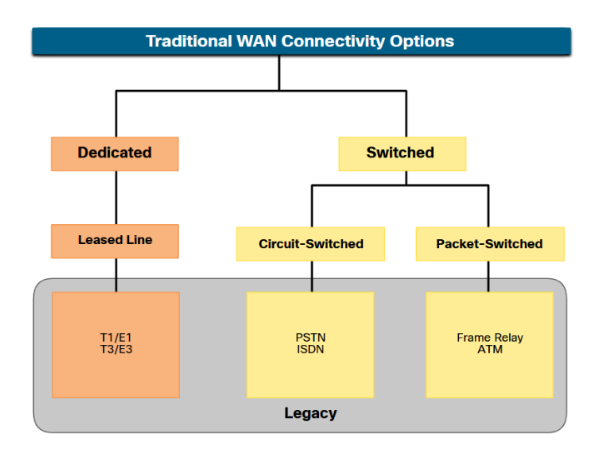 Traditional WAN Connectivity Options
Dedicated
Switched
Leased Line
Circuit-Switched
Packet-Switched
T1/E1
T3/E3
PSTN
ISDN
Frame Relay
ATM
Legacy